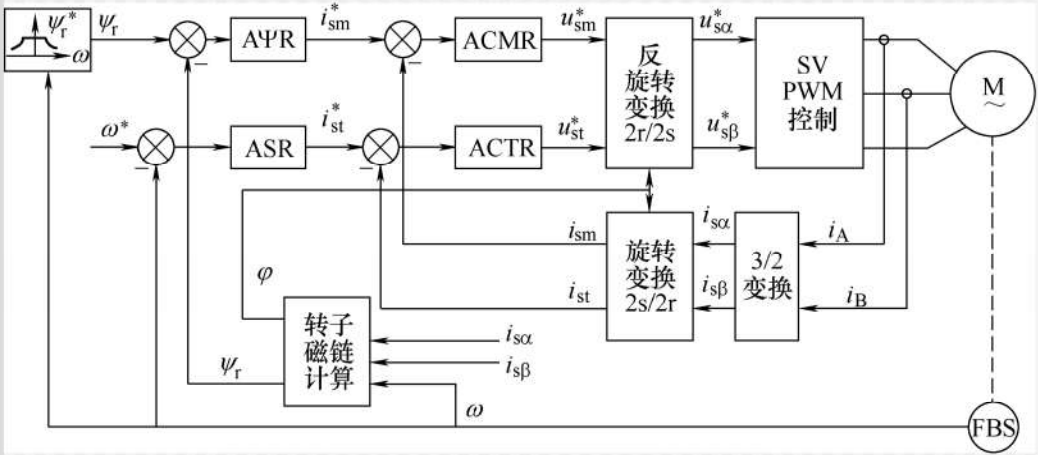 ψr* ψr
ω
AΨR
i*sm
ACMR
u*sm
反
旋转
变换
2r/2s
u*sα
SV
PWM
控制
M
~
ω*
ASR
i*st
ACTR
u*st
u*sβ
−
−
−
−
ism
ist
旋转
变换
2s/2r
isα
isβ
3/2
变换
iA
iB
φ
ψr
转子
磁链
计算
isα
isβ
ω
FBS